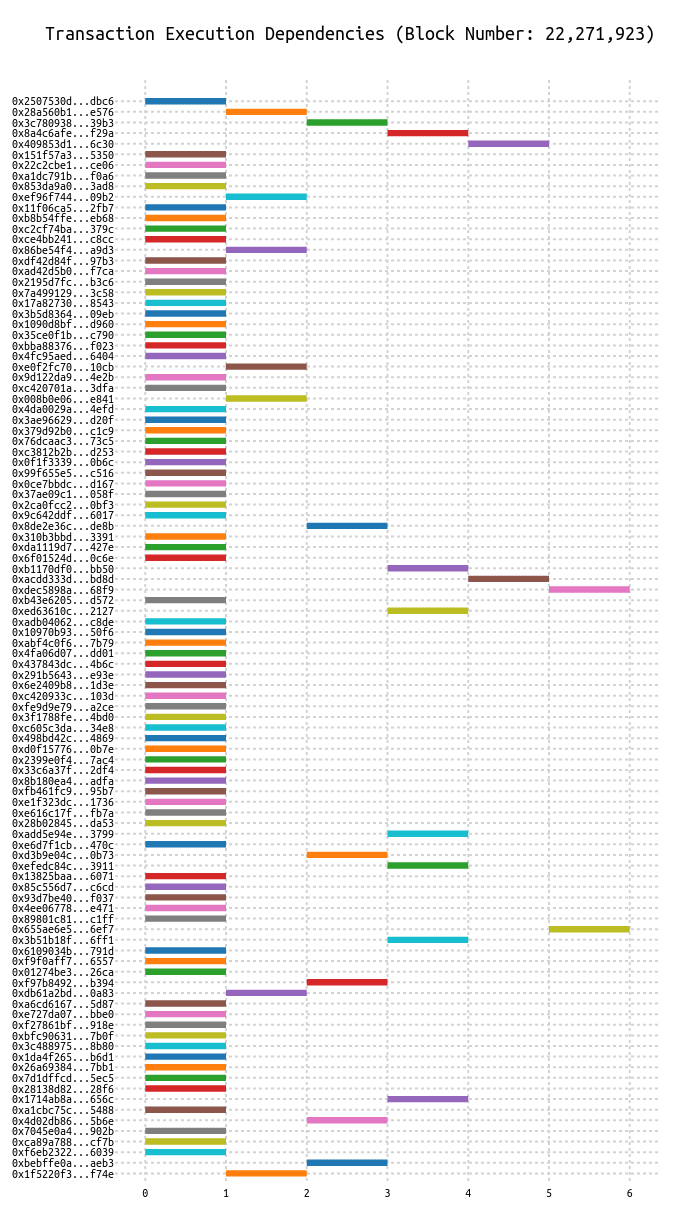 Transaction Execution Dependencies (Block Number: 22,271,923)
0x2507530d...dbc6
0x28a560b1...e576
0x3c780938...39b3
0x8a4c6afe...f29a
0x409853d1...6c30
0x151f57a3...5350
0x22c2cbe1...ce06
0xa1dc791b...f0a6
0x853da9a0...3ad8
0xef96f744...09b2
0x11f06ca5...2fb7
0xb8b54ffe...eb68
0xc2cf74ba...379c
0xce4bb241...c8cc
0x86be54f4...a9d3
0xdf42d84f...97b3
0xad42d5b0...f7ca
0x2195d7fc...b3c6
0x7a499129...3c58
0x17a82730...8543
0x3b5d8364...09eb
0x1090d8bf...d960
0x35ce0f1b...c790
0xbba88376...f023
0x4fc95aed...6404
0xe0f2fc70...10cb
0x9d122da9...4e2b
0xc420701a...3dfa
0x008b0e06...e841
0x4da0029a...4efd
0x3ae96629...d20f
0x379d92b0...c1c9
0x76dcaac3...73c5
0xc3812b2b...d253
0x0f1f3339...0b6c
0x99f655e5...c516
0x0ce7bbdc...d167
0x37ae09c1...058f
0x2ca0fcc2...0bf3
0x9c642ddf...6017
0x8de2e36c...de8b
0x310b3bbd...3391
0xda1119d7...427e
0x6f01524d...0c6e
0xb1170df0...bb50
0xacdd333d...bd8d
0xdec5898a...68f9
0xb43e6205...d572
0xed63610c...2127
0xadb04062...c8de
0x10970b93...50f6
0xabf4c0f6...7b79
0x4fa06d07...dd01
0x437843dc...4b6c
0x291b5643...e93e
0x6e2409b8...1d3e
0xc420933c...103d
0xfe9d9e79...a2ce
0x3f1788fe...4bd0
0xc605c3da...34e8
0x498bd42c...4869
0xd0f15776...0b7e
0x2399e0f4...7ac4
0x33c6a37f...2df4
0x8b180ea4...adfa
0xfb461fc9...95b7
0xe1f323dc...1736
0xe616c17f...fb7a
0x28b02845...da53
0xadd5e94e...3799
0xe6d7f1cb...470c
0xd3b9e04c...0b73
0xefedc84c...3911
0x13825baa...6071
0x85c556d7...c6cd
0x93d7be40...f037
0x4ee06778...e471
0x89801c81...c1ff
0x655ae6e5...6ef7
0x3b51b18f...6ff1
0x6109034b...791d
0xf9f0aff7...6557
0x01274be3...26ca
0xf97b8492...b394
0xdb61a2bd...0a83
0xa6cd6167...5d87
0xe727da07...bbe0
0xf27861bf...918e
0xbfc90631...7b0f
0x3c488975...8b80
0x1da4f265...b6d1
0x26a69384...7bb1
0x7d1dffcd...5ec5
0x28138d82...28f6
0x1714ab8a...656c
0xa1cbc75c...5488
0x4d02db86...5b6e
0x7045e0a4...902b
0xca89a788...cf7b
0xf6eb2322...6039
0xbebffe0a...aeb3
0x1f5220f3...f74e
0 1 2 3 4 5 6